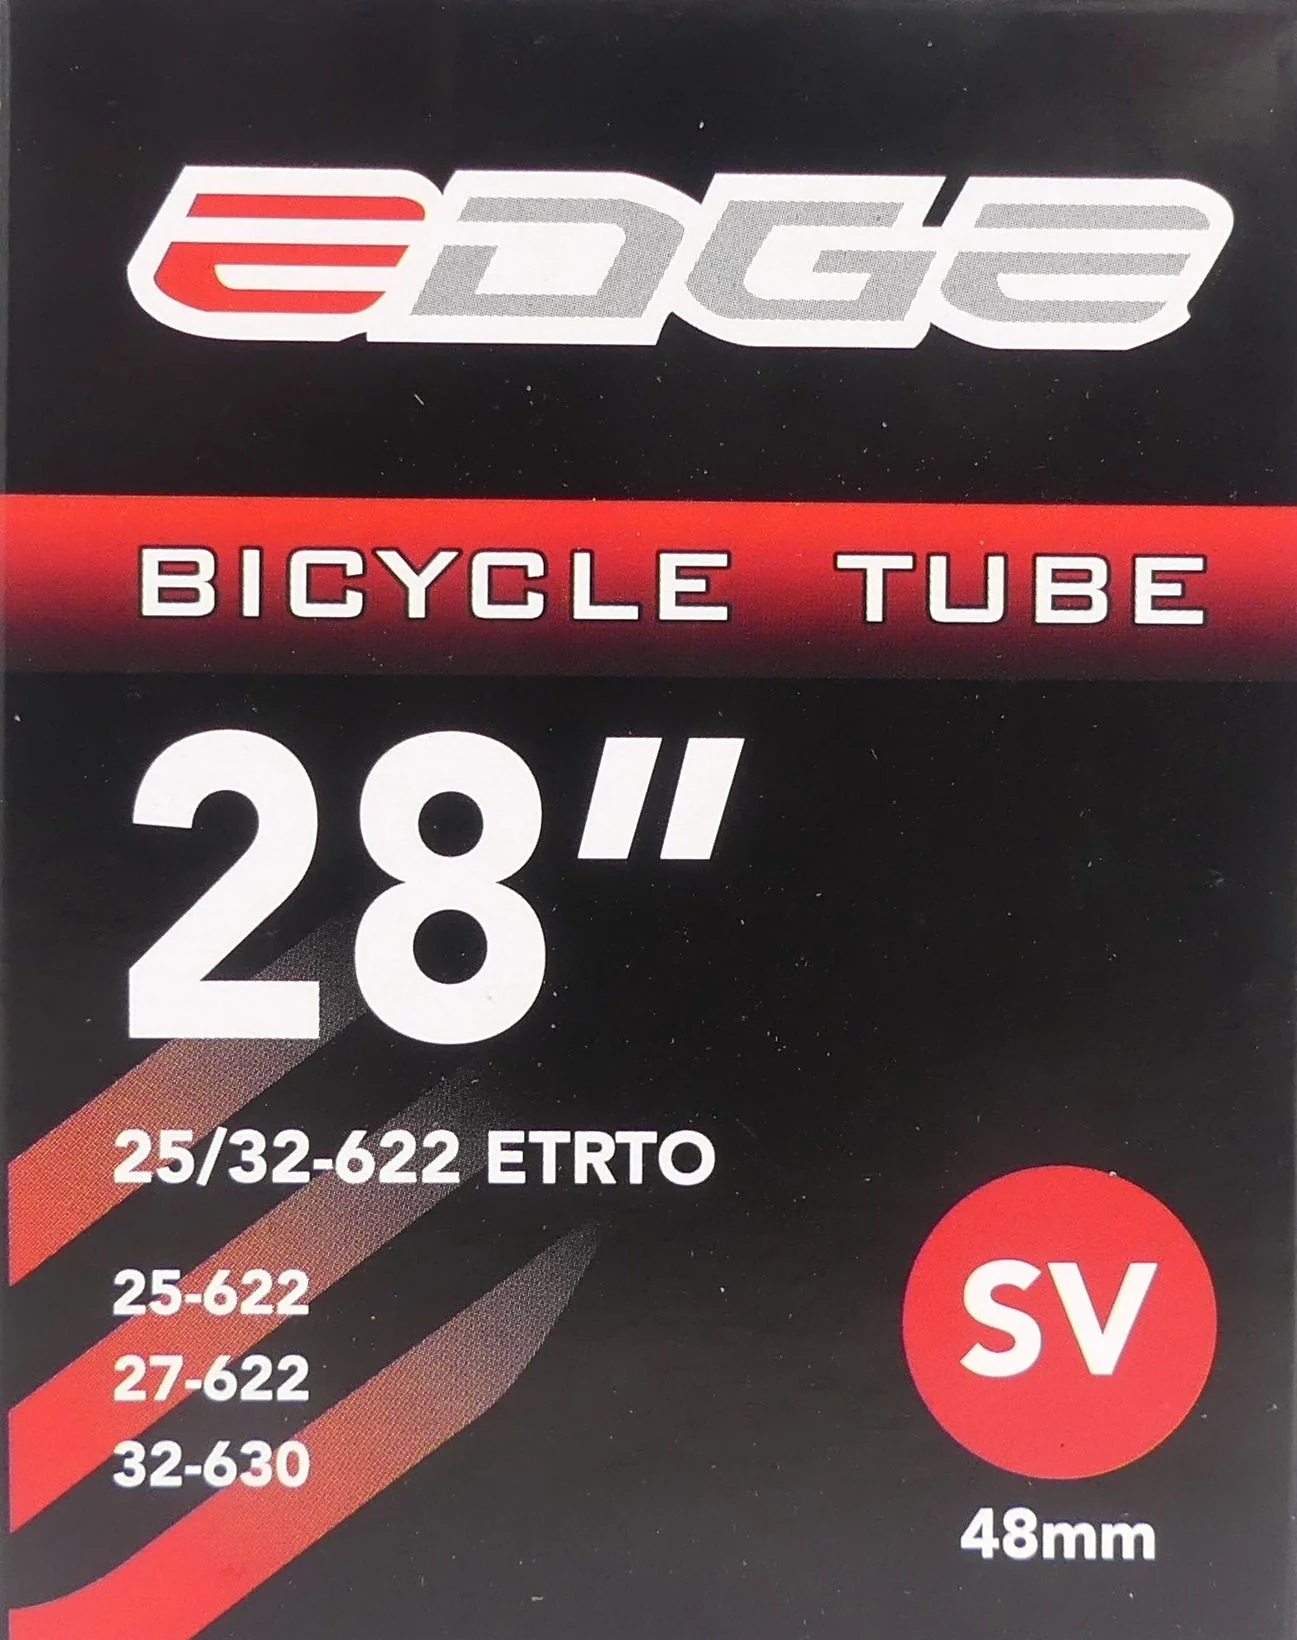 EDGE
BICYCLE TUBE
28"
25/32-622 ETRTO
25-622
27-622
32-630
SV
48mm